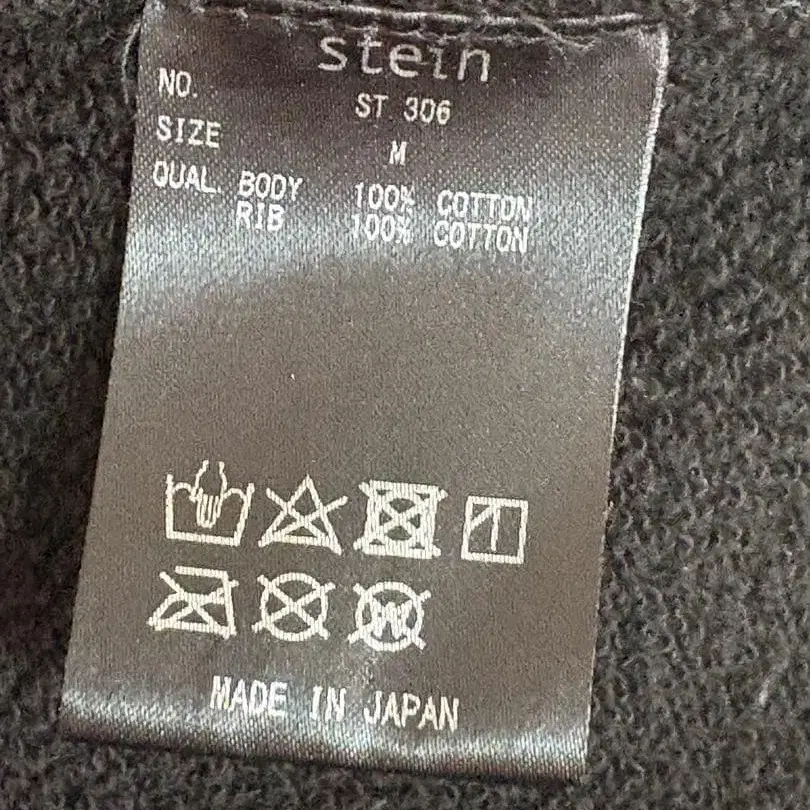 stein
NO. ST 306
SIZE M
QUAL. BODY 100% COTTON
RIB 100% COTTON
MADE IN JAPAN